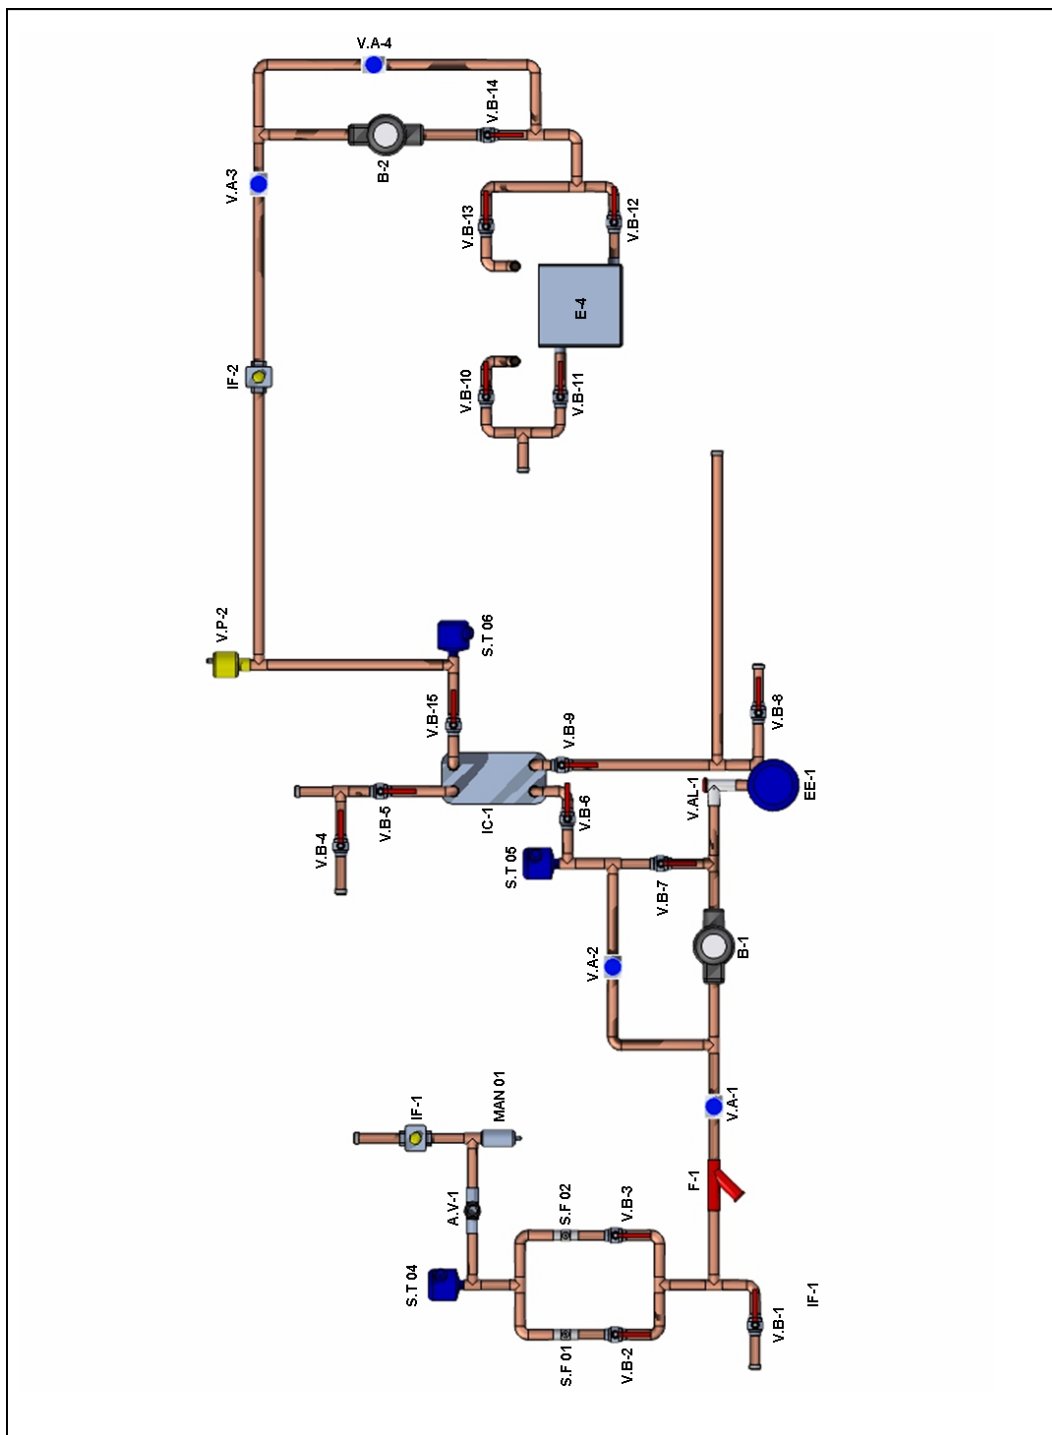 V.A-4
V.B-14
B-2
V.A-3
V.B-13
V.B-12
E-4
IF-2
V.B-10
V.B-11
V.P-2
S.T 06
V.B-15
V.B-9
V.B-8
V.AL-1
EE-1
IC-1
V.B-5
V.B-4
V.B-6
S.T 05
V.B-7
B-1
V.A-2
V.A-1
IF-1
MAN 01
F-1
A.V-1
S.F 02
V.B-3
S.T 04
IF-1
V.B-1
S.F 01
V.B-2